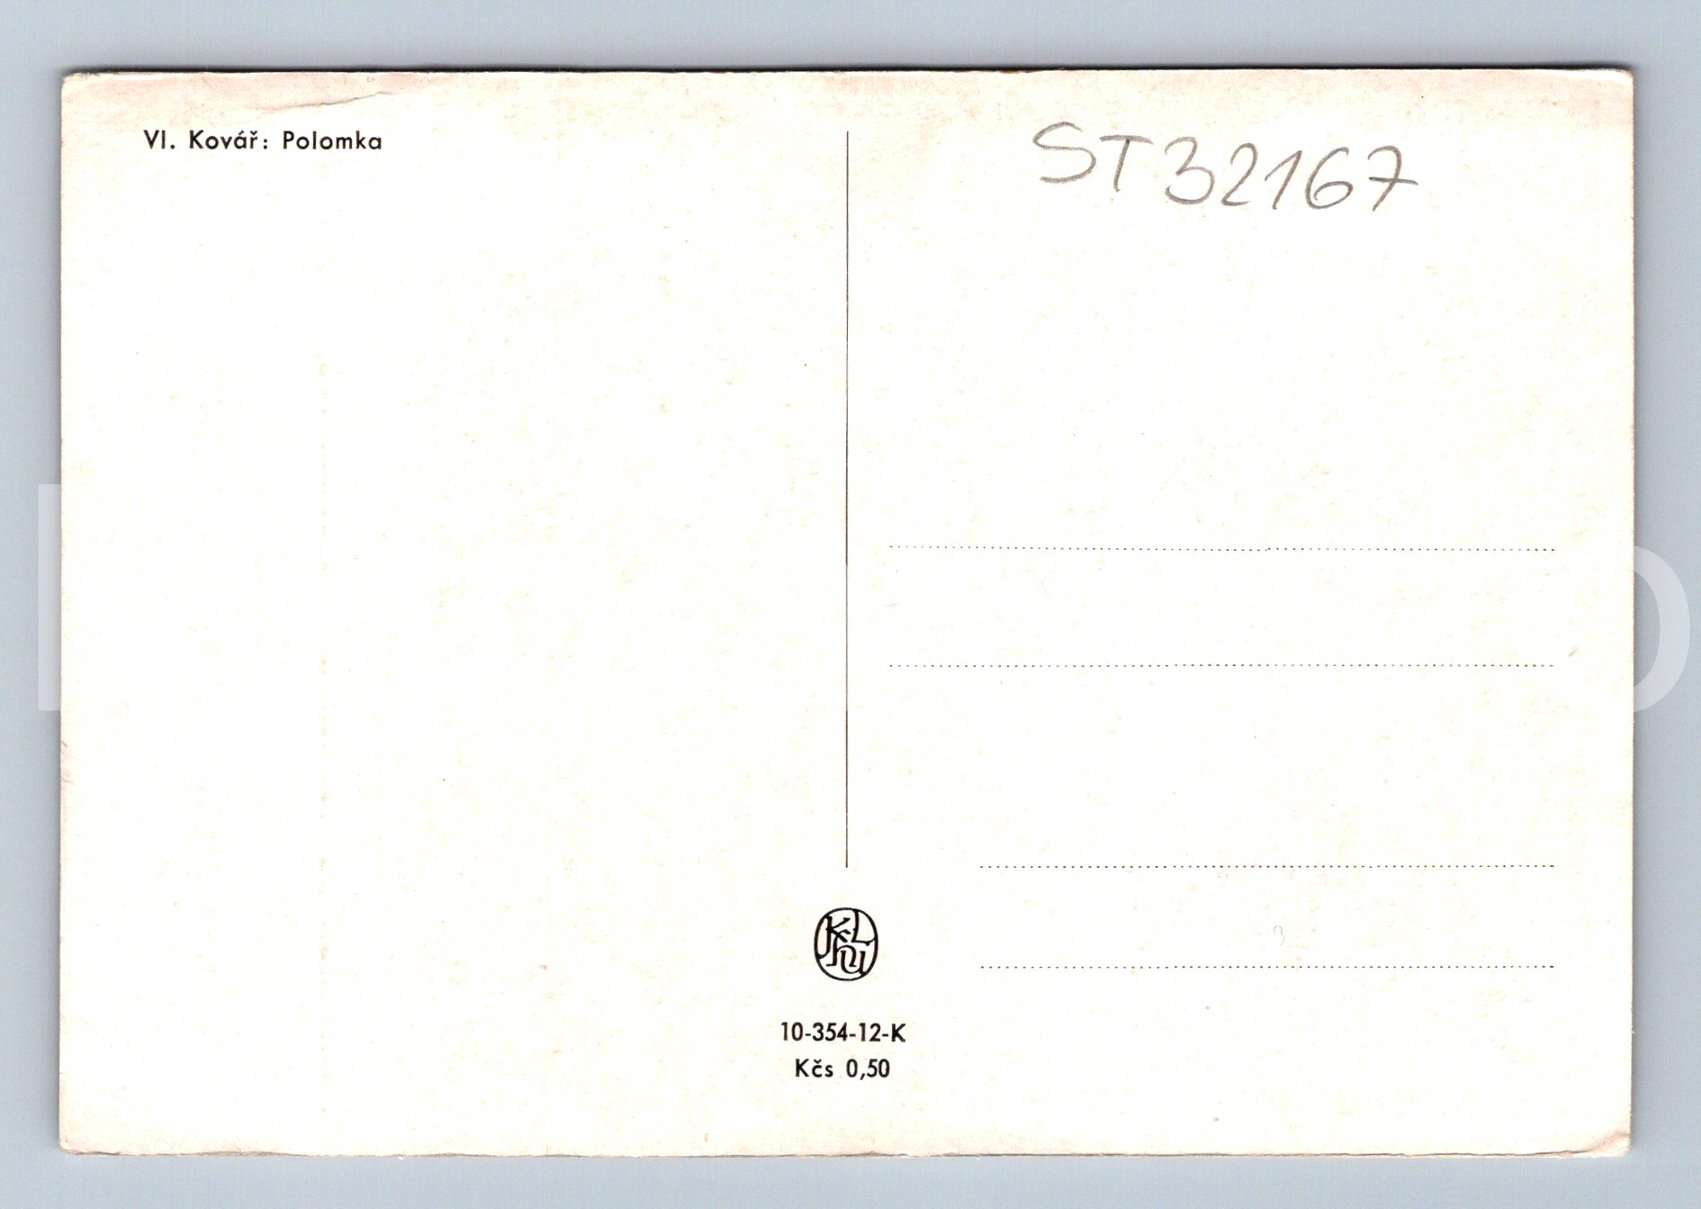 Vl. Kovář: Polomka
ST32167
10-354-12-K
Kčs 0,50